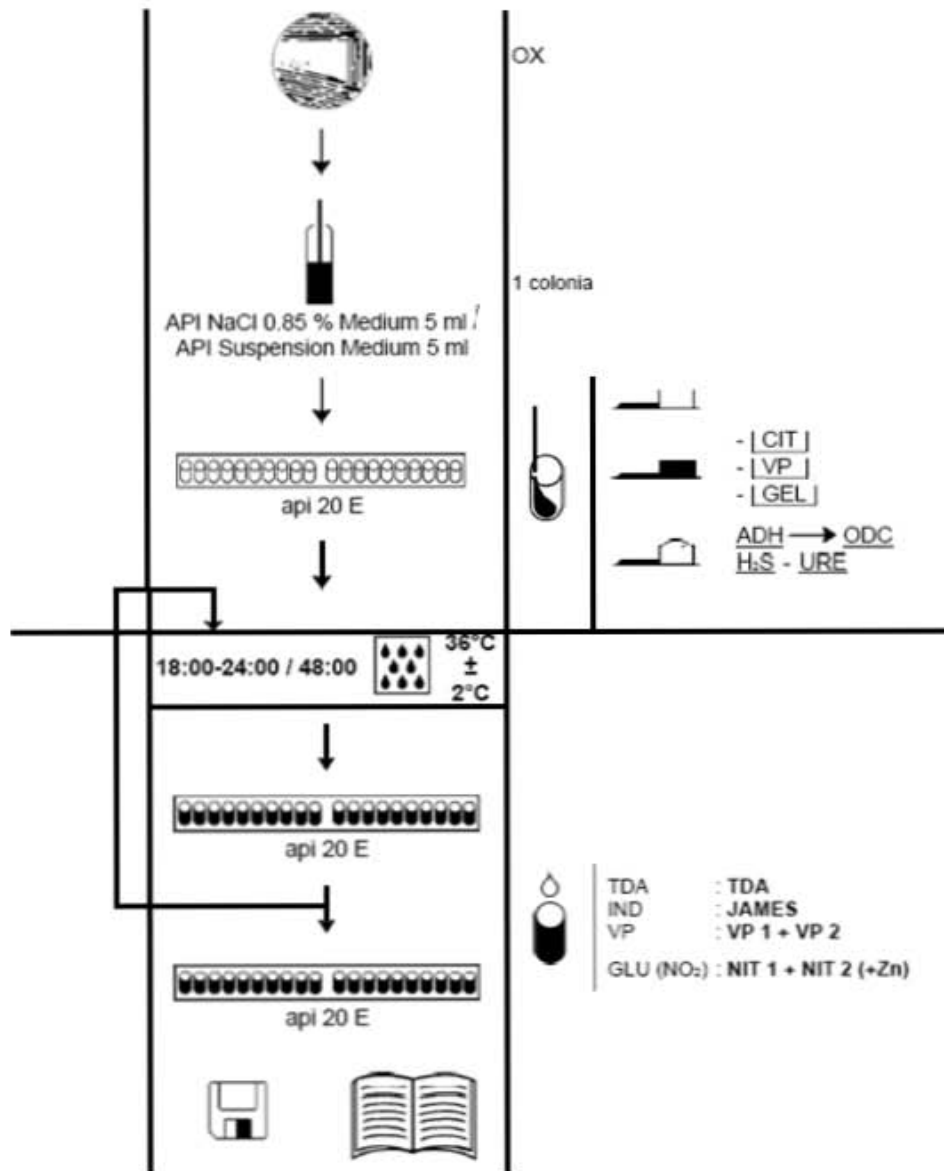 OX
1 colonia
API NaCl 0.85 % Medium 5 ml /
API Suspension Medium 5 ml
api 20 E
- | CIT |
- | VP |
- | GEL |
ADH → ODC
H₂S - URE
18:00-24:00 / 48:00
36°C
±
2°C
api 20 E
TDA : TDA
IND : JAMES
VP : VP 1 + VP 2
GLU (NO₂) : NIT 1 + NIT 2 (+Zn)
api 20 E